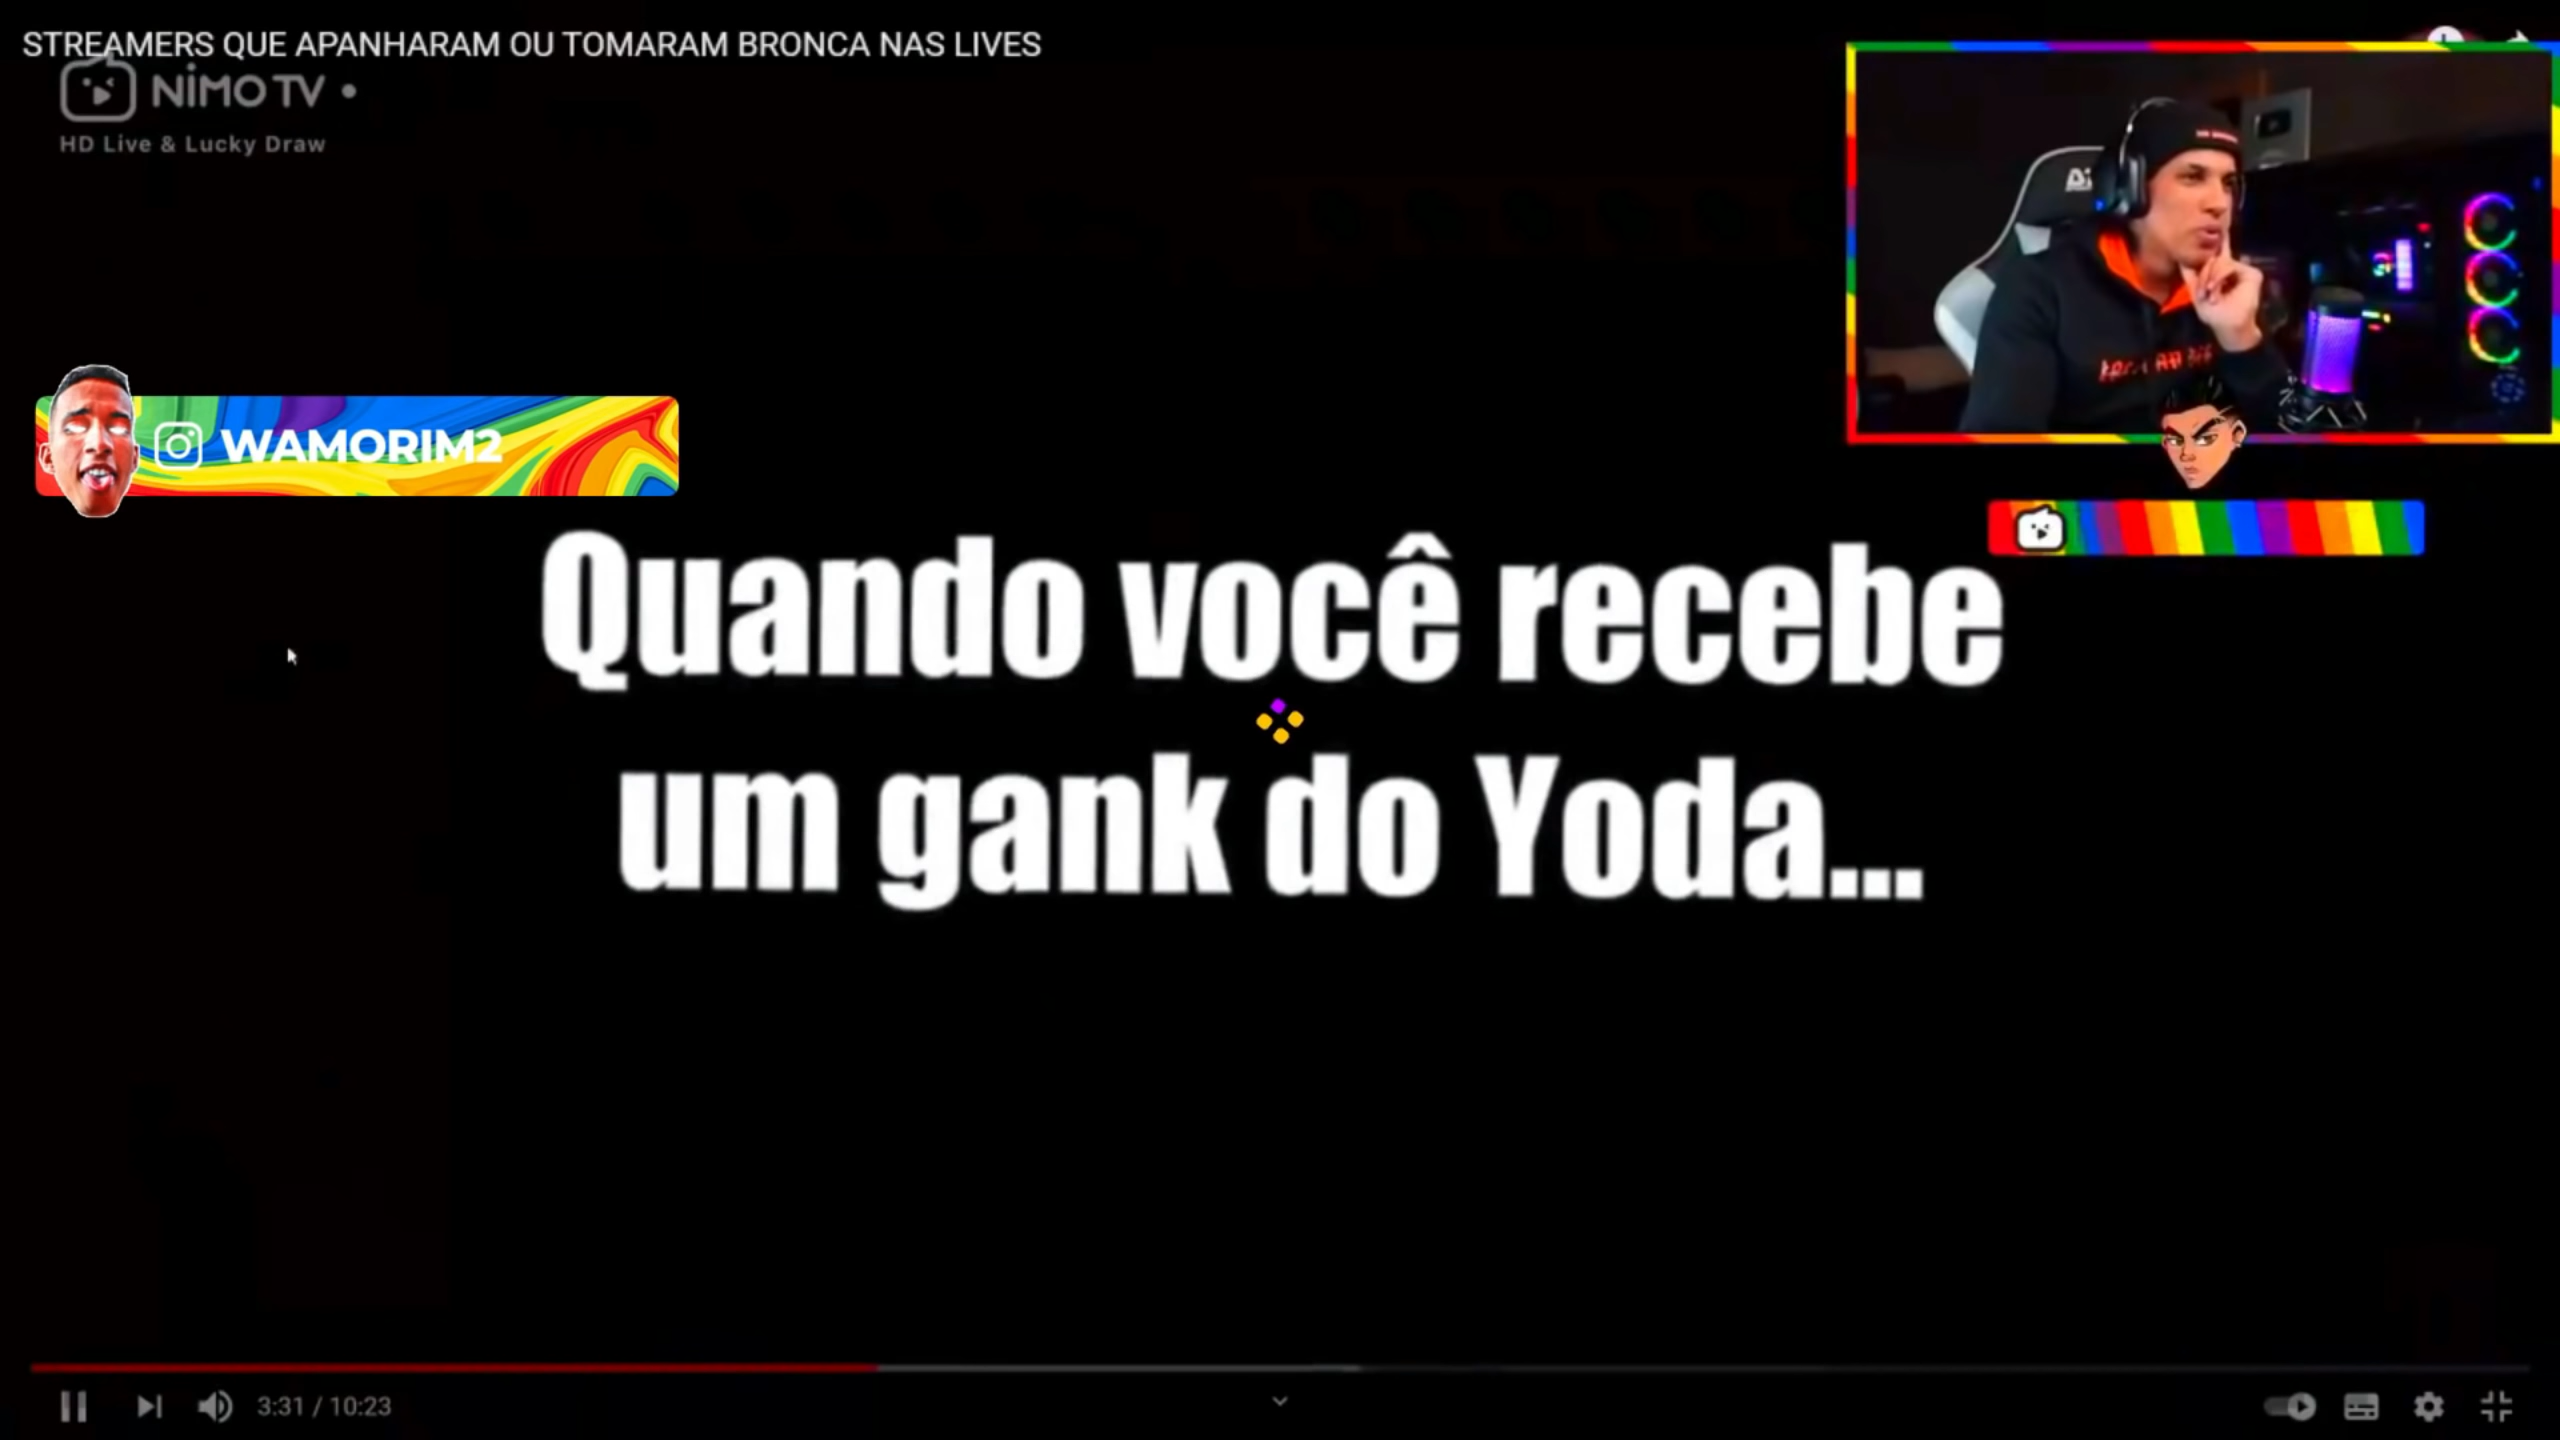 STREAMERS QUE APANHARAM OU TOMARAM BRONCA NAS LIVES
NIMO TV
HD Live & Lucky Draw
WAMORIM2
Quando você recebe
um gank do Yoda...
3:31 / 10:23